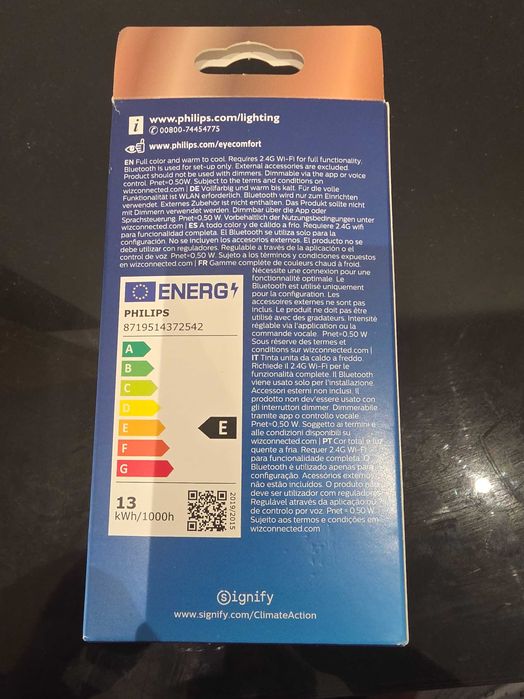 www.philips.com/lighting
00800-74454775
www.philips.com/eyecomfort
EN Full color and warm to cool. Requires 2.4G Wi-Fi for full functionality.
Bluetooth is used for set-up only. External accessories are excluded.
Product should not be used with dimmers. Dimmable via the app or voice
control. Pnet=0.50W. Subject to the terms and conditions on
wizconnected.com | DE Vollfarbig und warm bis kalt. Für die volle
Funktionalität ist WLAN erforderlich. Bluetooth wird nur zum Einrichten
verwendet. Externes Zubehör ist nicht enthalten. Das Produkt sollte nicht
mit Dimmern verwendet werden. Dimmbar über die App oder
Sprachsteuerung. Pnet=0.50 W. Vorbehaltlich der Nutzungsbedingungen unter
wizconnected.com | ES A todo color y de cálido a frío. Requiere 2.4G wifi
para funcionalidad completa. El Bluetooth se utiliza solo para la
configuración. No se incluyen los accesorios externos. El producto no se
debe utilizar con reguladores. Regulable a través de la aplicación o el
control de voz Pnet=0,50 W. Sujeto a los términos y condiciones expuestos
en wizconnected.com | FR Gamme complète de couleurs chaud à froid.
Nécessite une connexion pour une
fonctionnalité optimale. Le
Bluetooth est utilisé uniquement
pour la configuration. Les
accessoires externes ne sont pas
inclus. Le produit ne doit pas être
utilisé avec des gradateurs. Intensité
réglable via l'application ou la
commande vocale. Pnet=0.50 W
Sous réserve des termes et
conditions sur wizconnected.com |
IT Tinta unita da caldo a freddo.
Richiede il 2.4G Wi-Fi per le
funzionalità complete. Il Bluetooth
viene usato solo per l'installazione.
Accessori esterni non inclusi. Il
prodotto non dev'essere usato con
gli interruttori dimmer. Dimmerabile
tramite app o controllo vocale.
Pnet=0,50 W. Soggetto ai termini e
alle condizioni disponibili su
wizconnected.com | PT Cor total e luz
quente a fria. Requer 2.4G Wi-Fi
para funcionalidade completa. O
Bluetooth é utilizado apenas para
configuração. Acessórios externos
não estão incluídos. O produto não
deve ser utilizador com reguladores.
Regulável através da aplicação ou
de controlo por voz. Pnet = 0.50 W.
Sujeito aos termos e condições em
wizconnected.com
ENERG
PHILIPS
8719514372542
A
B
C
D
E
F
G
E
13
kWh/1000h
2019/2015
Signify
www.signify.com/ClimateAction